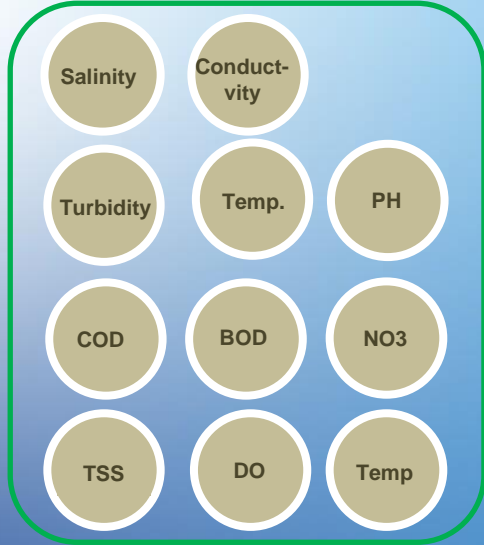 Salinity
Conduct-
vity
Turbidity
Temp.
PH
COD
BOD
NO3
TSS
DO
Temp